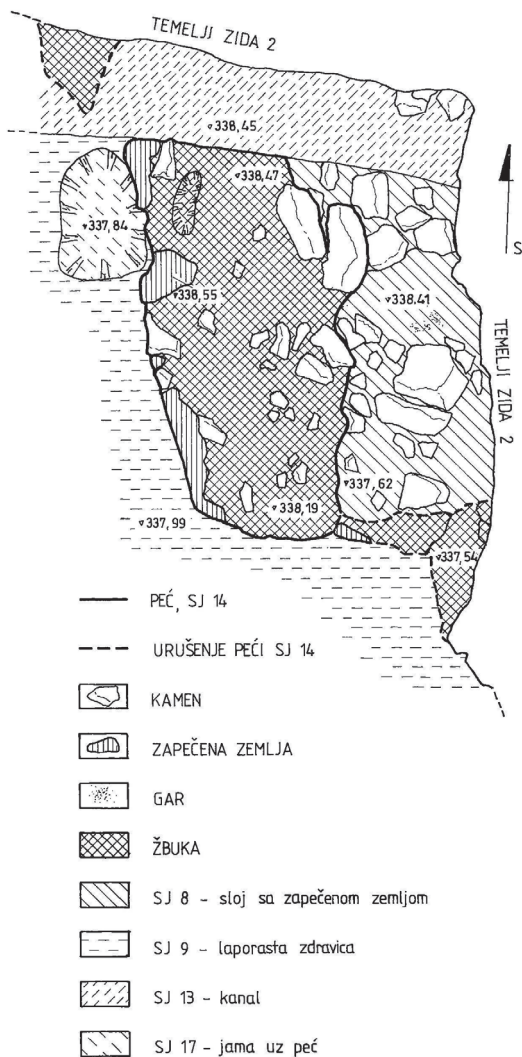 TEMELJI ZIDA 2
▿338,45
▿338,47
S
▿337,84
▿338,55
▿338.41
TEMELJI ZIDA 2
▿337,62
▿338,19
▿337,99
▿337,54
PEĆ, SJ 14
URUŠENJE PEĆI SJ 14
KAMEN
ZAPEČENA ZEMLJA
GAR
ŽBUKA
SJ 8 - sloj sa zapečenom zemljom
SJ 9 - laporasta zdravica
SJ 13 - kanal
SJ 17 - jama uz peć